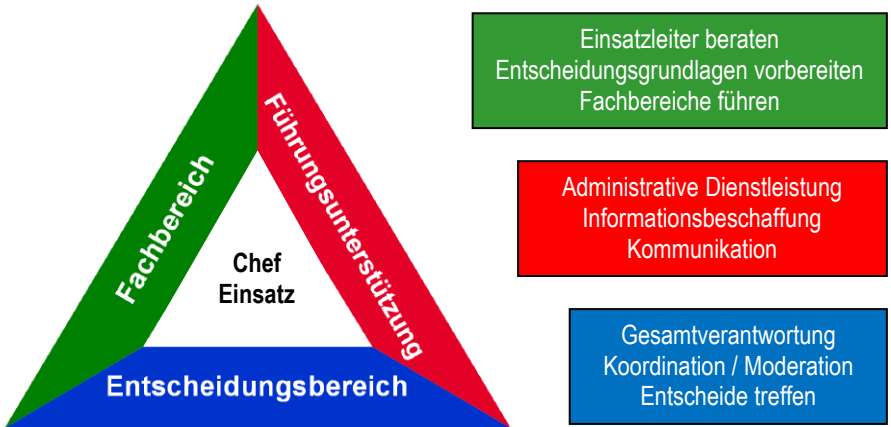 Fachbereich
Führungsunterstützung
Chef
Einsatz
Entscheidungsbereich
Einsatzleiter beraten
Entscheidungsgrundlagen vorbereiten
Fachbereiche führen
Administrative Dienstleistung
Informationsbeschaffung
Kommunikation
Gesamtverantwortung
Koordination / Moderation
Entscheide treffen